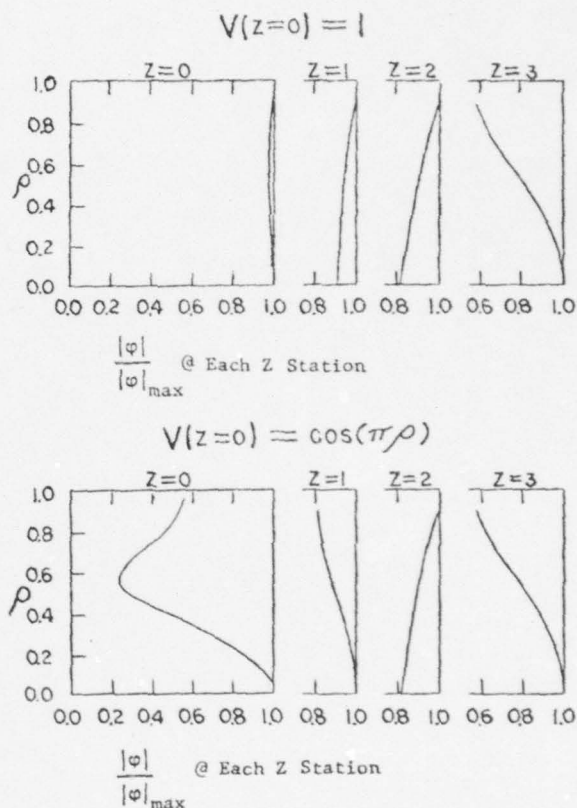 V(Z=0) = 1
Z=0 Z=1 Z=2 Z=3
1.0
0.8
0.6
ρ
0.4
0.2
0.0
0.0 0.2 0.4 0.6 0.8 1.0 0.8 1.0 0.8 1.0 0.6 0.8 1.0
|φ|
|φ|max @ Each Z Station
V(Z=0) = cos(πρ)
Z=0 Z=1 Z=2 Z=3
1.0
0.8
0.6
ρ
0.4
0.2
0.0
0.0 0.2 0.4 0.6 0.8 1.0 0.8 1.0 0.8 1.0 0.6 0.8 1.0
|φ|
|φ|max @ Each Z Station